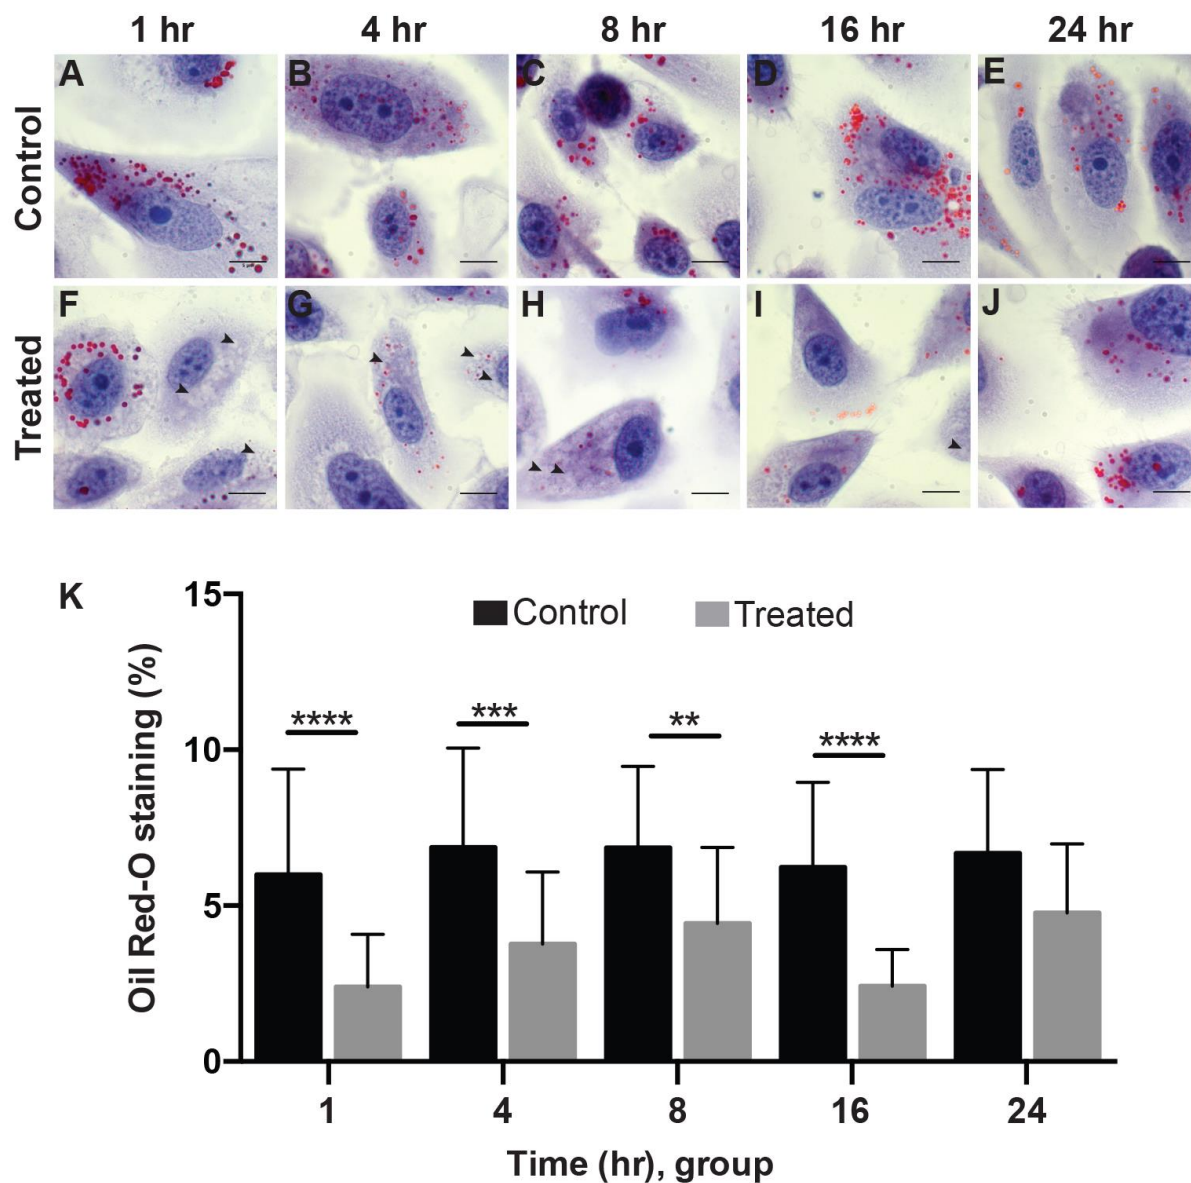 1 hr 4 hr 8 hr 16 hr 24 hr
Control
A B C D E
Treated
F G H I J
K
Control Treated
Oil Red-O staining (%)
15
10
5
0
**** *** ** ****
1 4 8 16 24
Time (hr), group